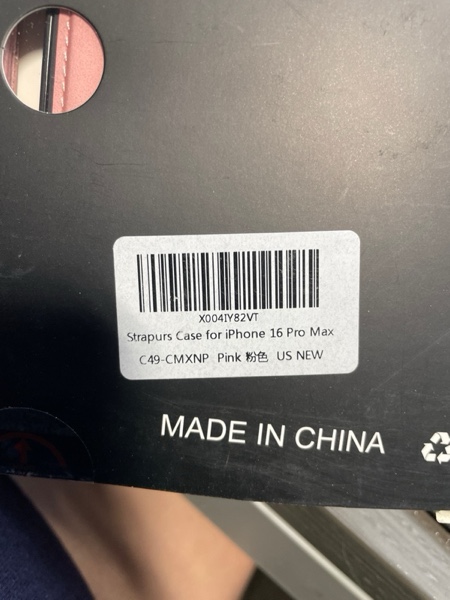 X004IY82VT
Strapurs Case for iPhone 16 Pro Max
C49-CMXNP Pink 粉色 US NEW
MADE IN CHINA